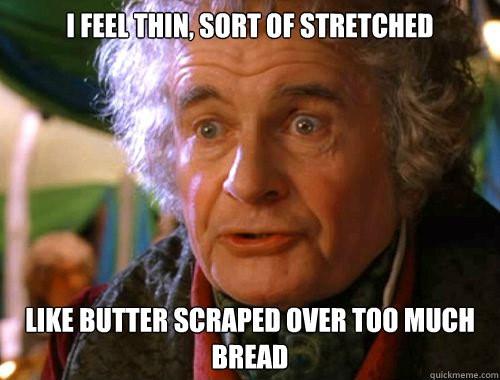 I FEEL THIN, SORT OF STRETCHED
LIKE BUTTER SCRAPED OVER TOO MUCH
BREAD
quickmeme.com